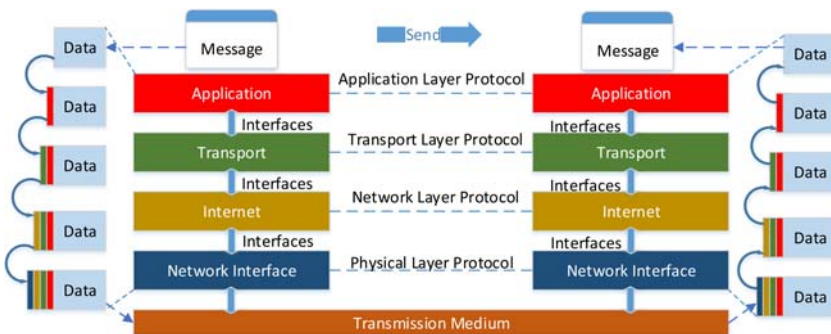 Data
Message
Send
Message
Data
Application Layer Protocol
Application
Application
Data
Data
Interfaces
Interfaces
Transport Layer Protocol
Transport
Transport
Data
Data
Interfaces
Interfaces
Network Layer Protocol
Internet
Internet
Data
Data
Interfaces
Interfaces
Physical Layer Protocol
Network Interface
Network Interface
Data
Data
Transmission Medium